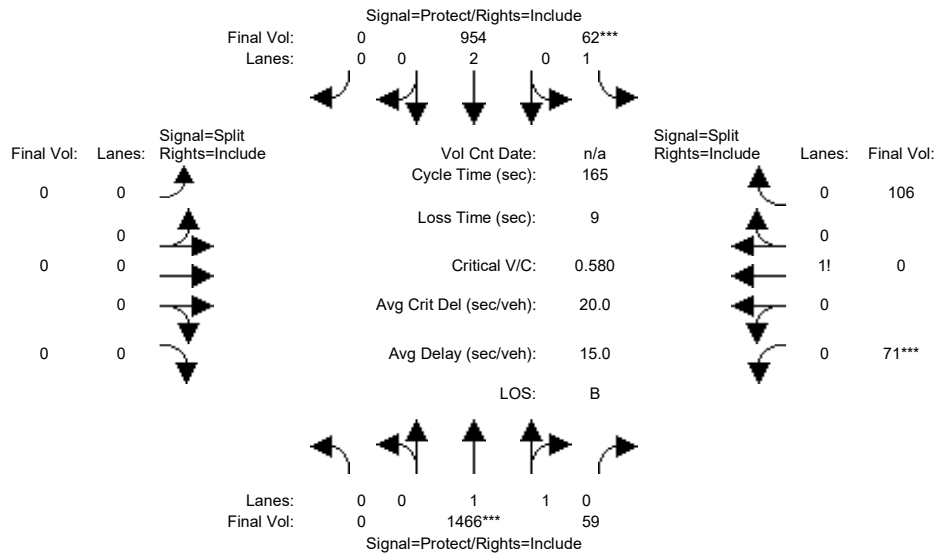 Signal=Protect/Rights=Include
Final Vol: 0 954 62***
Lanes: 0 0 2 0 1
Signal=Split
Final Vol: Lanes: Rights=Include
Vol Cnt Date: n/a
Signal=Split
Rights=Include Lanes: Final Vol:
Cycle Time (sec): 165
0 0
0 106
Loss Time (sec): 9
0
0
0 0
Critical V/C: 0.580
1! 0
0
Avg Crit Del (sec/veh): 20.0
0
0 0
Avg Delay (sec/veh): 15.0
0 71***
LOS: B
Lanes: 0 0 1 1 0
Final Vol: 0 1466*** 59
Signal=Protect/Rights=Include